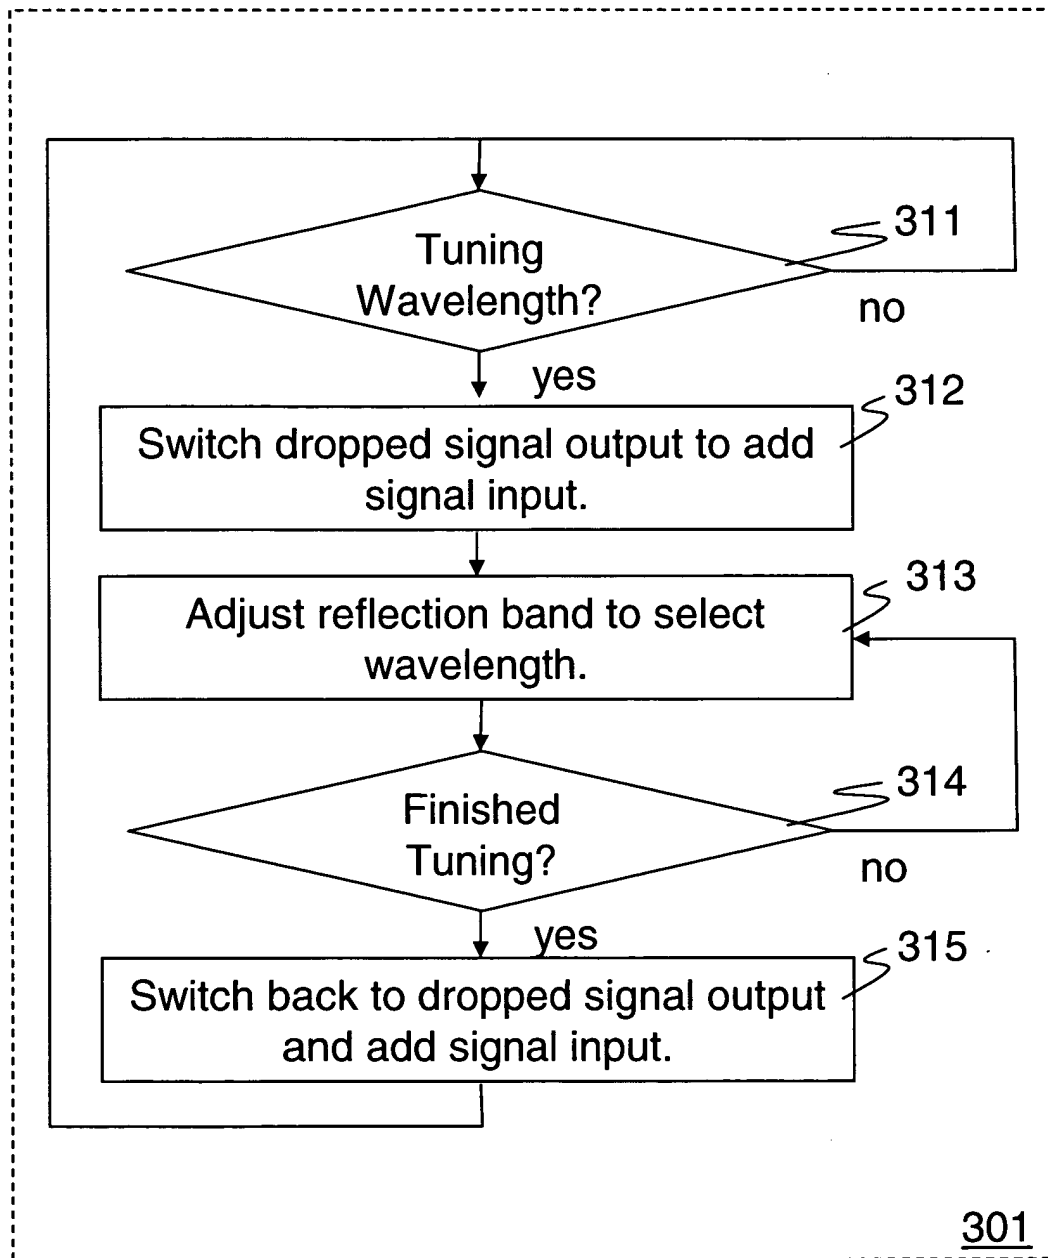 311
Tuning
Wavelength?
no
yes
312
Switch dropped signal output to add
signal input.
313
Adjust reflection band to select
wavelength.
314
Finished
Tuning?
no
yes
315
Switch back to dropped signal output
and add signal input.
301